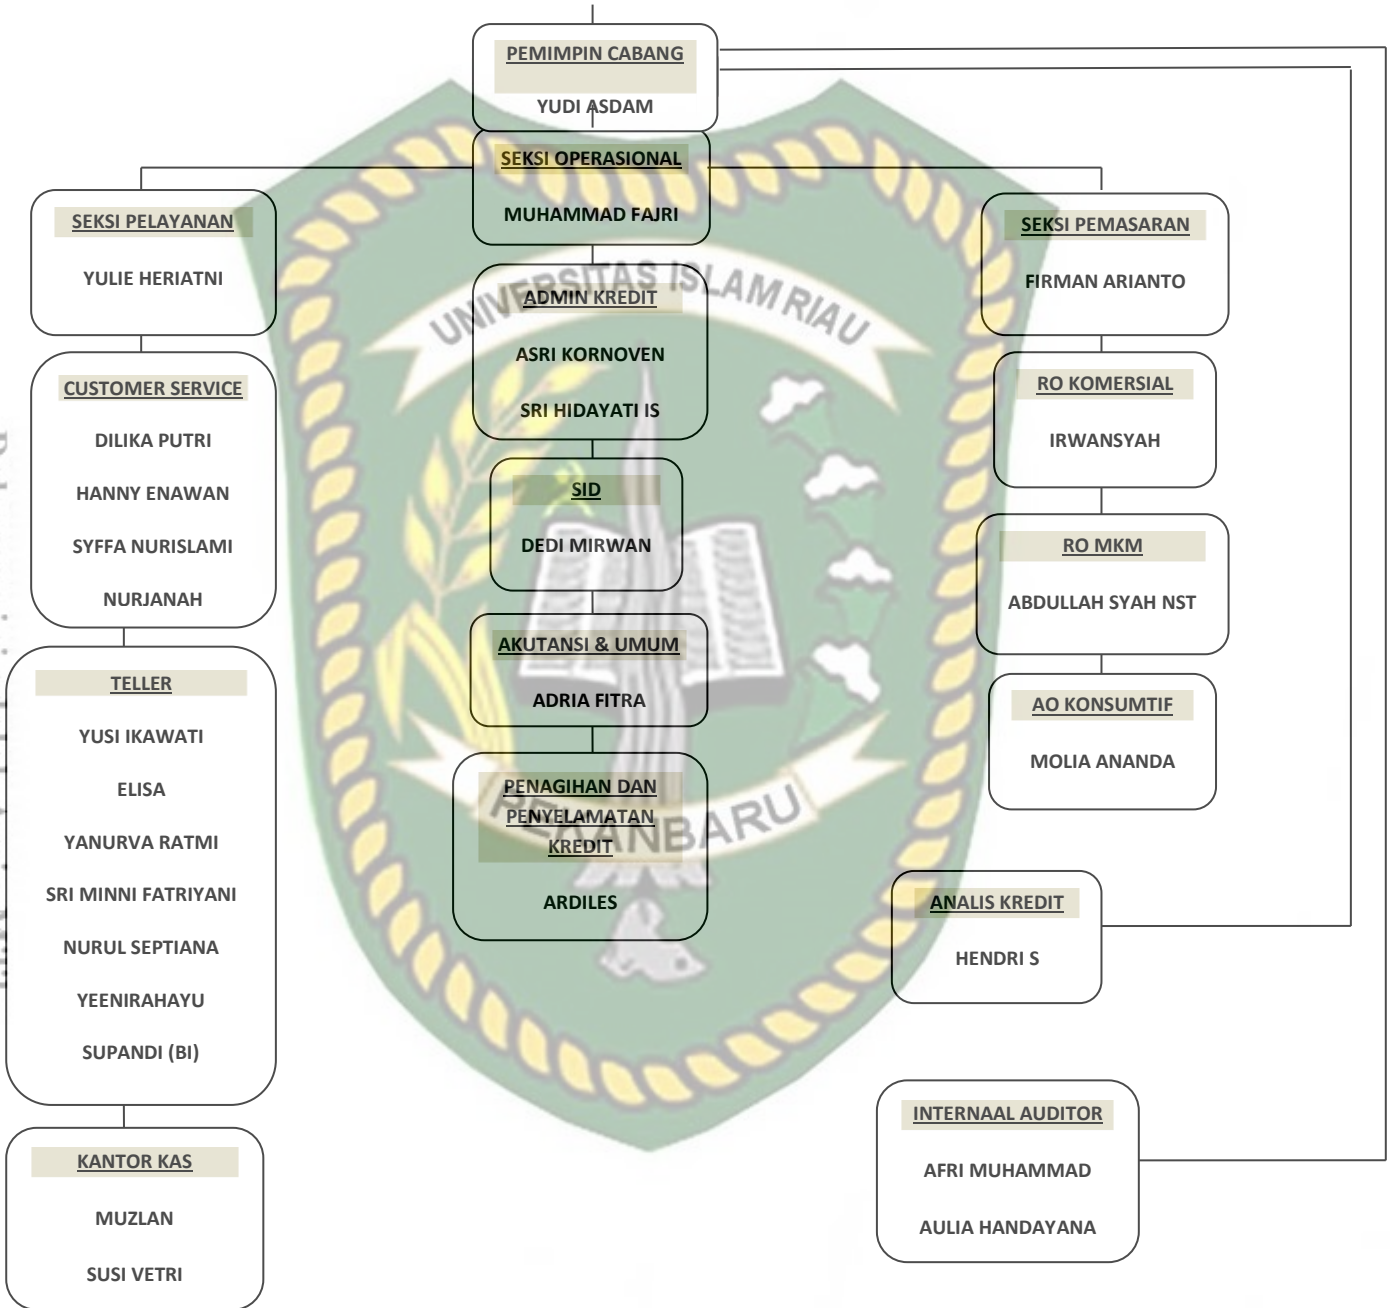 PEMIMPIN CABANG
YUDI ASDAM
SEKSI OPERASIONAL
MUHAMMAD FAJRI
SEKSI PELAYANAN
YULIE HERIATNI
SEKSI PEMASARAN
FIRMAN ARIANTO
UNIVERSITAS ISLAM RIAU
ADMIN KREDIT
ASRI KORNOVEN
SRI HIDAYATI IS
CUSTOMER SERVICE
DILIKA PUTRI
HANNY ENAWAN
SYFFA NURISLAMI
NURJANAH
RO KOMERSIAL
IRWANSYAH
SID
DEDI MIRWAN
RO MKM
ABDULLAH SYAH NST
AKUTANSI & UMUM
ADRIA FITRA
TELLER
YUSI IKAWATI
ELISA
YANURVA RATMI
SRI MINNI FATRIYANI
NURUL SEPTIANA
YEENIRAHAYU
SUPANDI (BI)
AO KONSUMTIF
MOLIA ANANDA
PENAGIHAN DAN
PENYELAMATAN
KREDIT
ARDILES
PEKANBARU
ANALIS KREDIT
HENDRI S
INTERNAAL AUDITOR
AFRI MUHAMMAD
AULIA HANDAYANA
KANTOR KAS
MUZLAN
SUSI VETRI